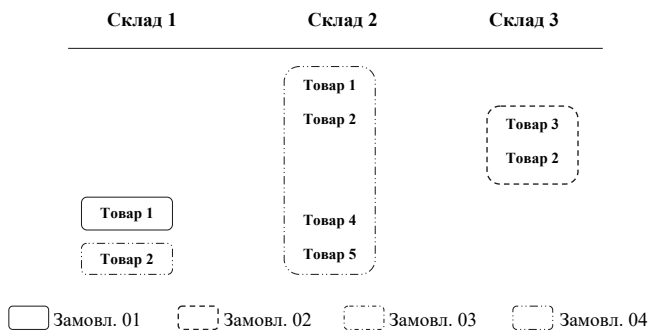 Склад 1 Склад 2 Склад 3
Товар 1
Товар 2
Товар 3
Товар 2
Товар 1
Товар 4
Товар 2
Товар 5
Замовл. 01 Замовл. 02 Замовл. 03 Замовл. 04